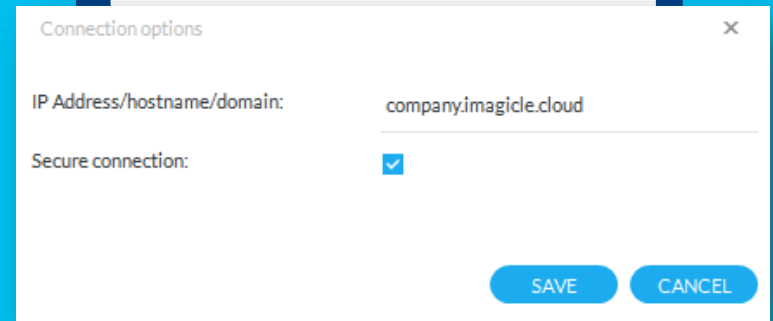 Connection options
IP Address/hostname/domain: company.imagicle.cloud
Secure connection:
SAVE CANCEL